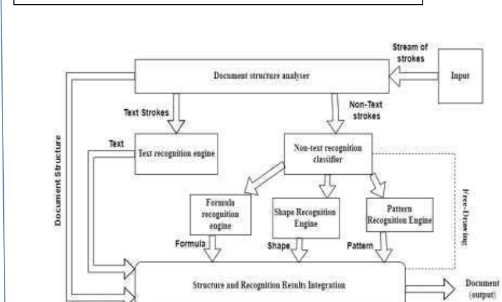 Stream of
strokes
Document structure analyser
Input
Text Strokes
Non-Text
strokes
Text
Text recognition engine
Non-text recognition
classifier
Document Structure
Free-Drawing
Formula
recognition
engine
Shape Recognition
Engine
Pattern
Recognition Engine
Formula
Shape
Pattern
Structure and Recognition Results Integration
Document
(output)